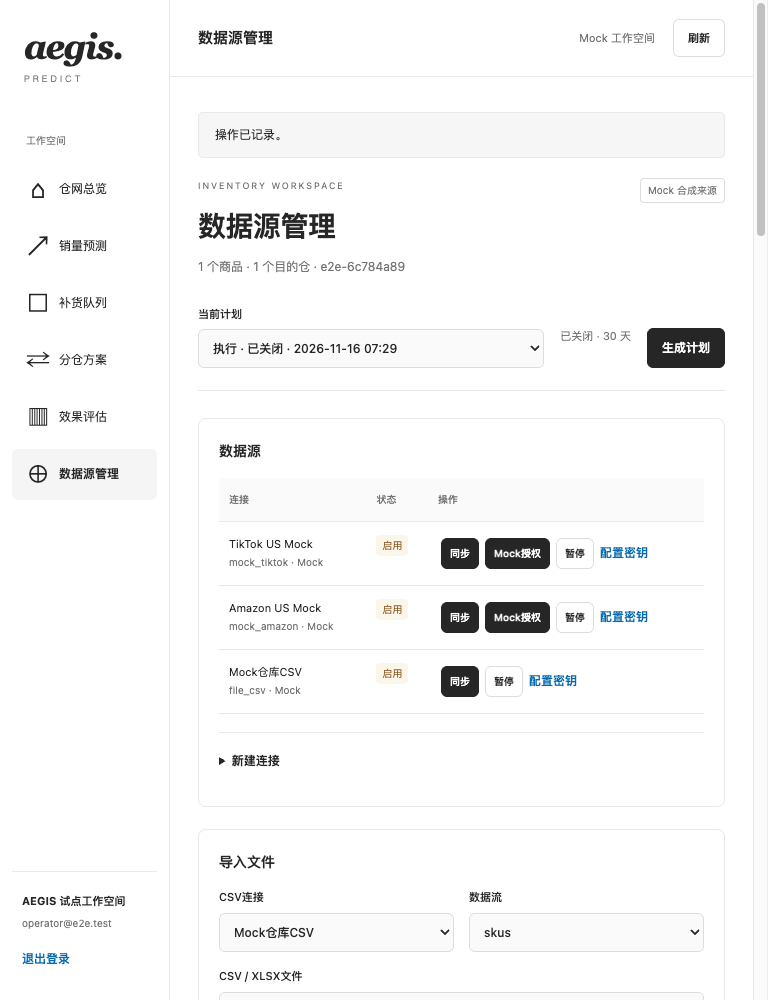 aegis.
PREDICT
工作空间
仓网总览
销量预测
补货队列
分仓方案
效果评估
数据源管理
AEGIS 试点工作空间
operator@e2e.test
退出登录
数据源管理
Mock 工作空间
刷新
操作已记录。
INVENTORY WORKSPACE
Mock 合成来源
数据源管理
1 个商品 · 1 个目的仓 · e2e-6c784a89
当前计划
执行 · 已关闭 · 2026-11-16 07:29
已关闭 · 30 天
生成计划
数据源
连接 状态 操作
TikTok US Mock 启用 同步 Mock授权 暂停 配置密钥
mock_tiktok · Mock
Amazon US Mock 启用 同步 Mock授权 暂停 配置密钥
mock_amazon · Mock
Mock仓库CSV 启用 同步 暂停 配置密钥
file_csv · Mock
新建连接
导入文件
CSV连接 数据流
Mock仓库CSV skus
CSV / XLSX文件